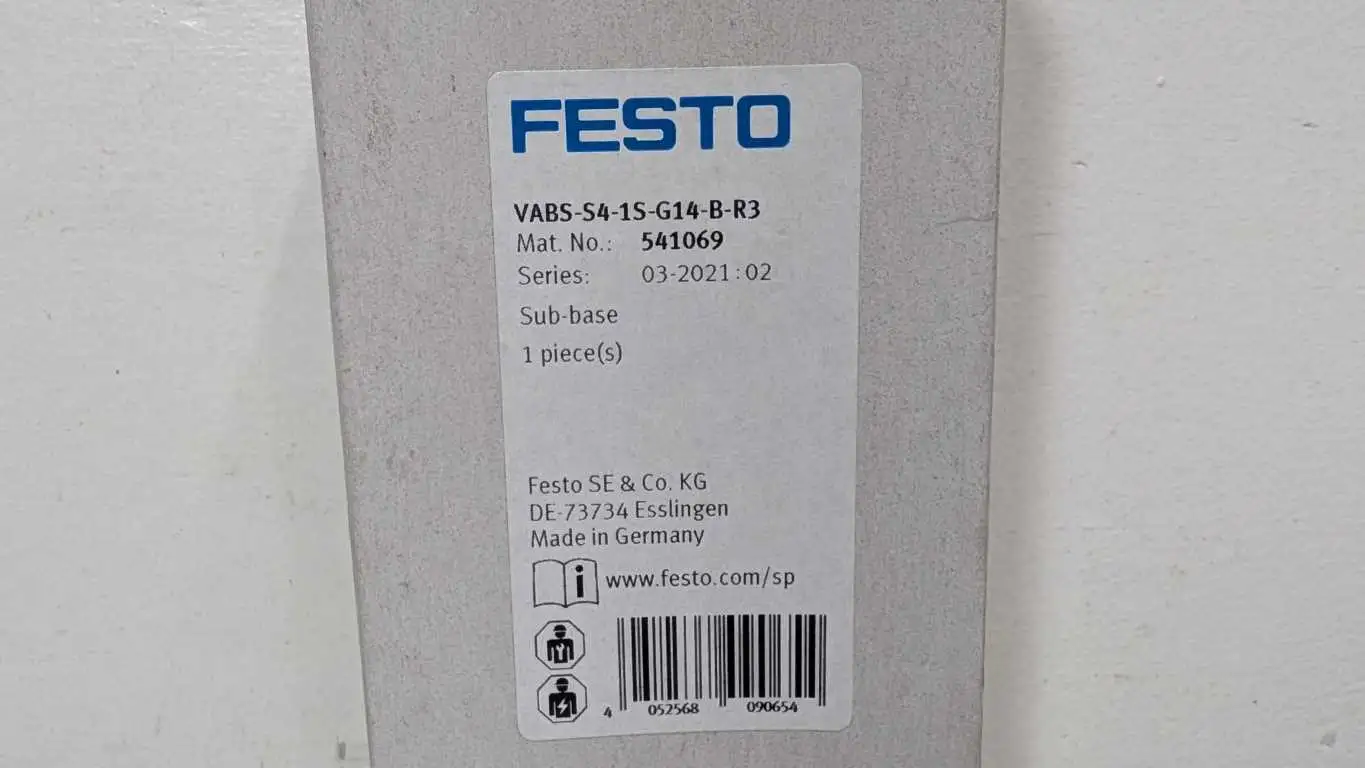 FESTO
VABS-S4-1S-G14-B-R3
Mat. No.: 541069
Series: 03-2021:02
Sub-base
1 piece(s)
Festo SE & Co. KG
DE-73734 Esslingen
Made in Germany
i www.festo.com/sp
4 052568 090654